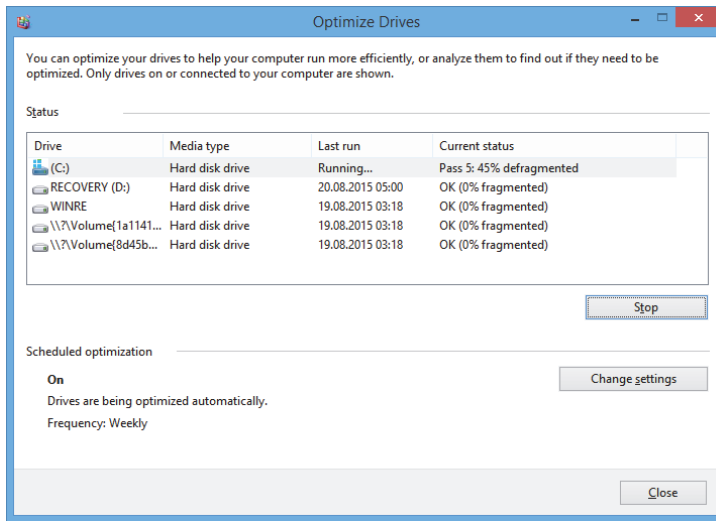 Optimize Drives
You can optimize your drives to help your computer run more efficiently, or analyze them to find out if they need to be
optimized. Only drives on or connected to your computer are shown.
Status
Drive Media type Last run Current status
(C:) Hard disk drive Running... Pass 5: 45% defragmented
RECOVERY (D:) Hard disk drive 20.08.2015 05:00 OK (0% fragmented)
WINRE Hard disk drive 19.08.2015 03:18 OK (0% fragmented)
\\?\Volume{1a1141... Hard disk drive 19.08.2015 03:18 OK (0% fragmented)
\\?\Volume{8d45b... Hard disk drive 19.08.2015 03:18 OK (0% fragmented)
Stop
Scheduled optimization
On
Change settings
Drives are being optimized automatically.
Frequency: Weekly
Close